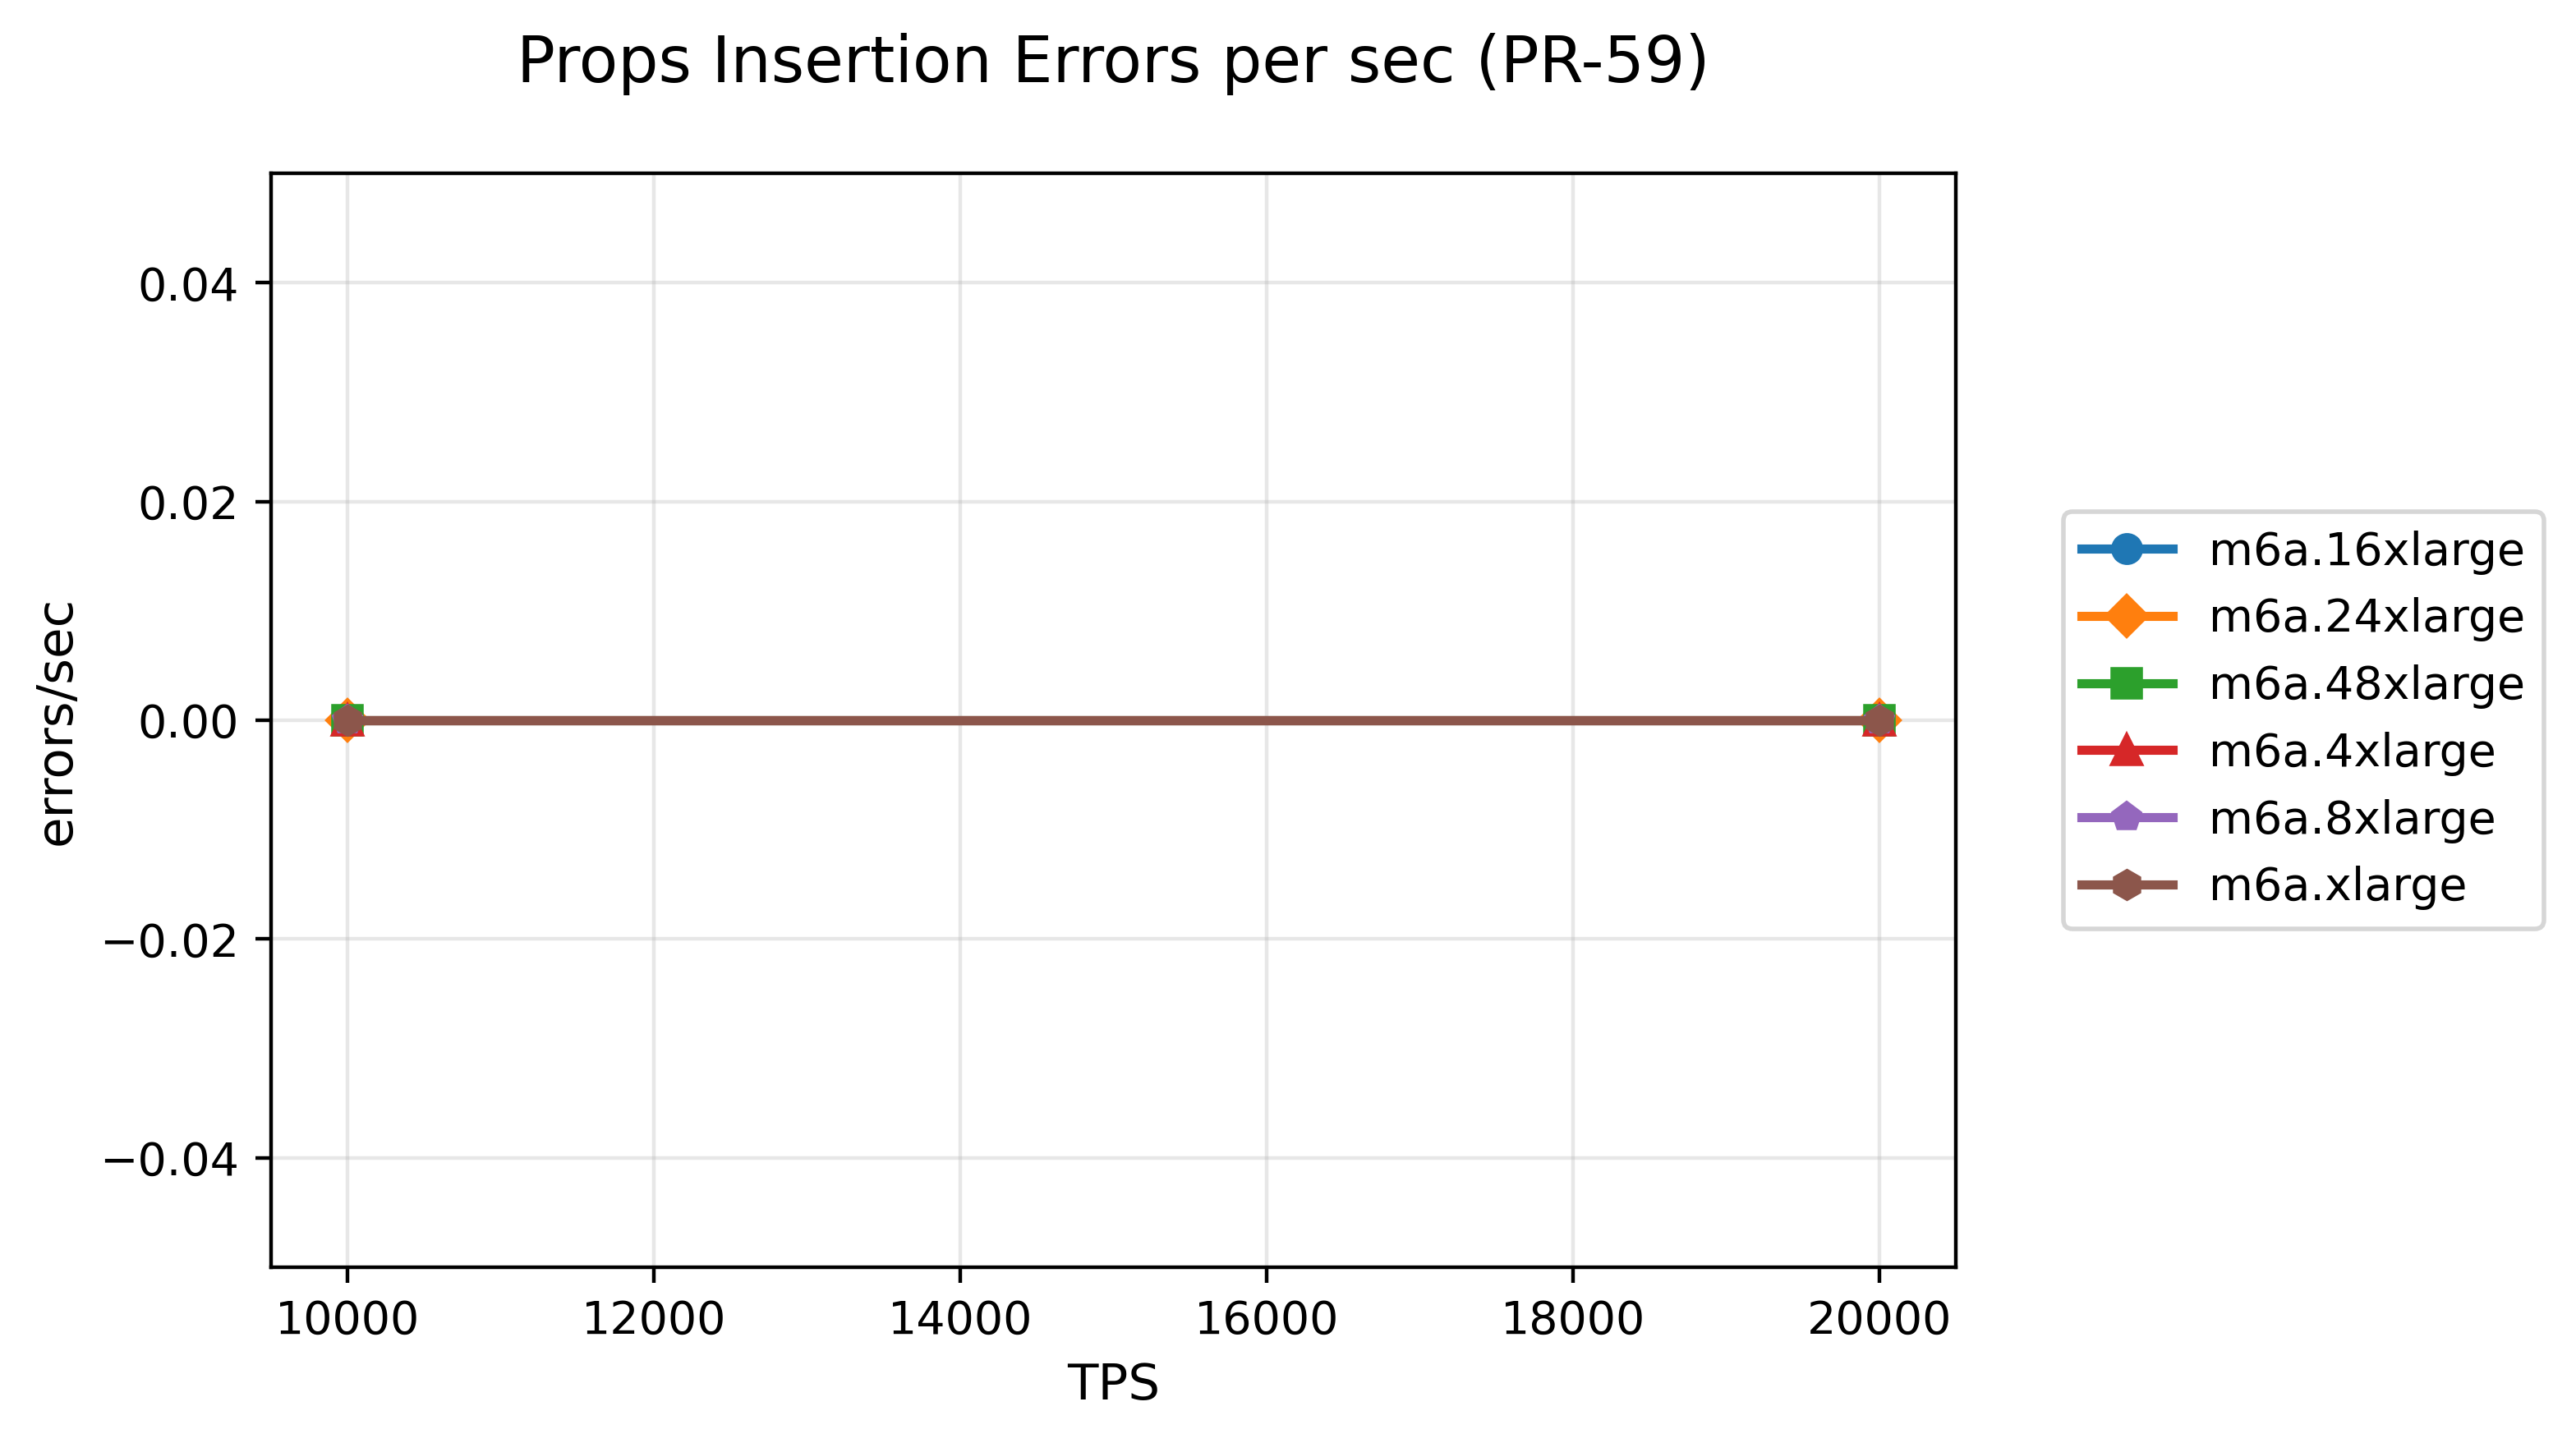 Props Insertion Errors per sec (PR-59)
errors/sec
0.04
0.02
0.00
−0.02
−0.04
10000 12000 14000 16000 18000 20000
TPS
m6a.16xlarge
m6a.24xlarge
m6a.48xlarge
m6a.4xlarge
m6a.8xlarge
m6a.xlarge